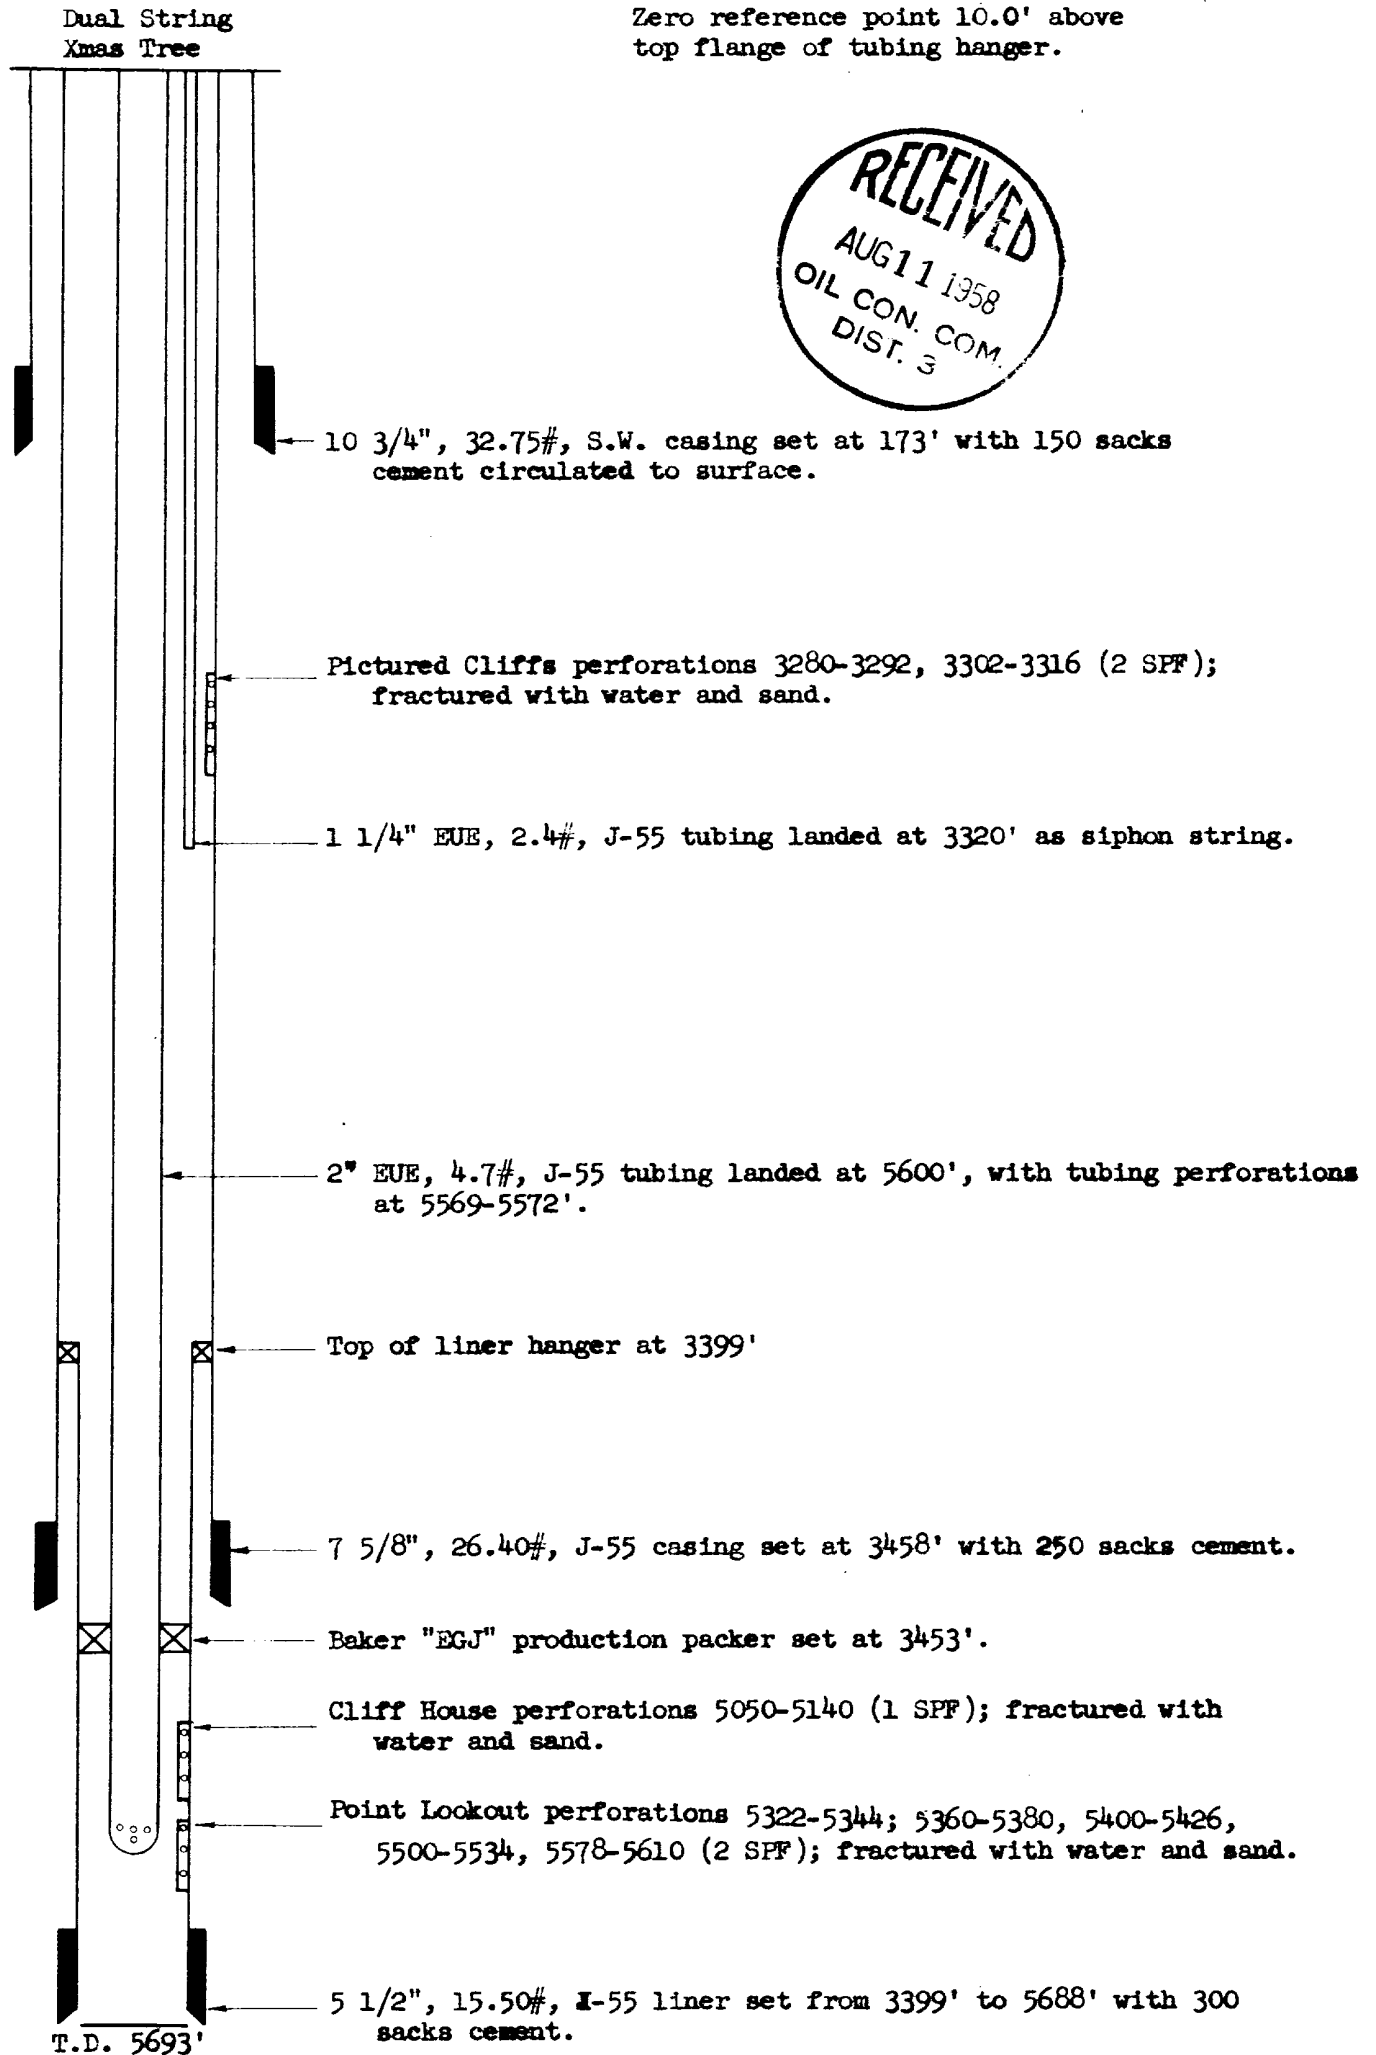 Dual String
Xmas Tree
Zero reference point 10.0' above
top flange of tubing hanger.
RECEIVED
AUG 11 1958
OIL CON. COM.
DIST. 3
10 3/4", 32.75#, S.W. casing set at 173' with 150 sacks
cement circulated to surface.
Pictured Cliffs perforations 3280-3292, 3302-3316 (2 SPF);
fractured with water and sand.
1 1/4" EUE, 2.4#, J-55 tubing landed at 3320' as siphon string.
2" EUE, 4.7#, J-55 tubing landed at 5600', with tubing perforations
at 5569-5572'.
Top of liner hanger at 3399'
7 5/8", 26.40#, J-55 casing set at 3458' with 250 sacks cement.
Baker "EGJ" production packer set at 3453'.
Cliff House perforations 5050-5140 (1 SPF); fractured with
water and sand.
Point Lookout perforations 5322-5344; 5360-5380, 5400-5426,
5500-5534, 5578-5610 (2 SPF); fractured with water and sand.
5 1/2", 15.50#, J-55 liner set from 3399' to 5688' with 300
sacks cement.
T.D. 5693'